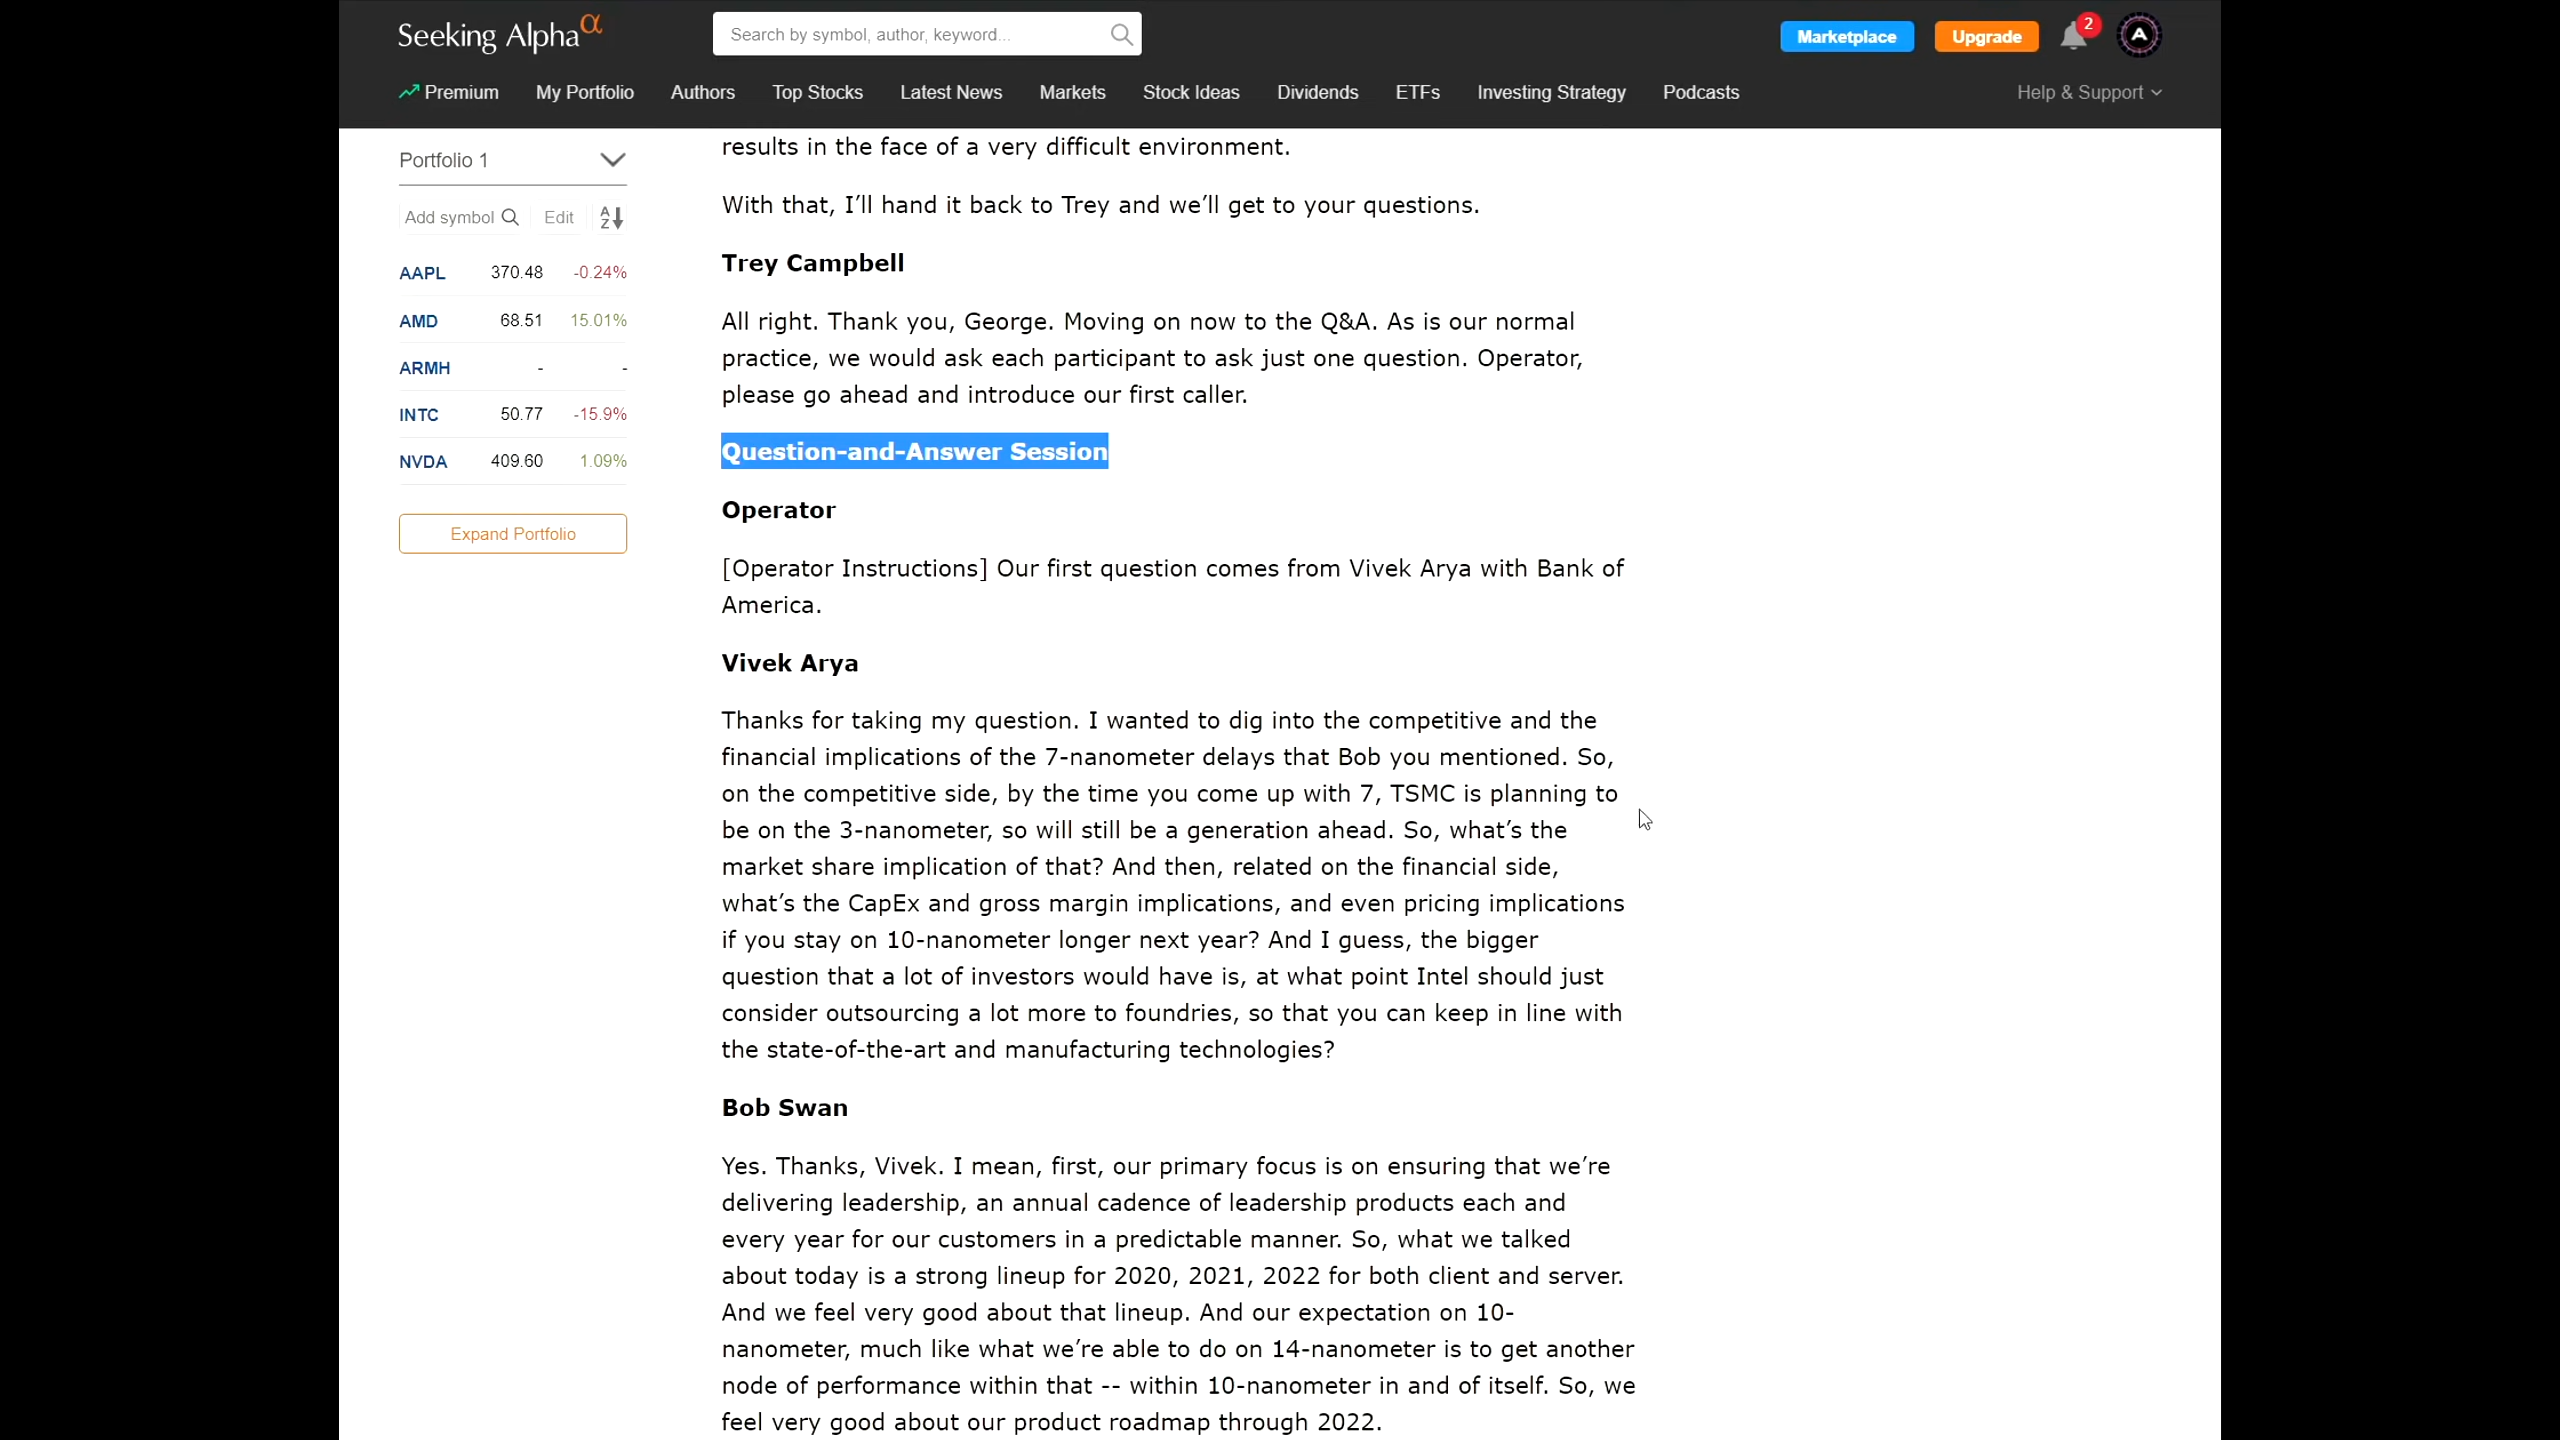 Seeking Alpha α
Search by symbol, author, keyword...
Marketplace
Upgrade
2
A
Premium My Portfolio Authors Top Stocks Latest News Markets Stock Ideas Dividends ETFs Investing Strategy Podcasts Help & Support
Portfolio 1
Add symbol Edit A Z
AAPL 370.48 -0.24%
AMD 68.51 15.01%
ARMH - -
INTC 50.77 -15.9%
NVDA 409.60 1.09%
Expand Portfolio
results in the face of a very difficult environment.
With that, I’ll hand it back to Trey and we’ll get to your questions.
Trey Campbell
All right. Thank you, George. Moving on now to the Q&A. As is our normal
practice, we would ask each participant to ask just one question. Operator,
please go ahead and introduce our first caller.
Question-and-Answer Session
Operator
[Operator Instructions] Our first question comes from Vivek Arya with Bank of
America.
Vivek Arya
Thanks for taking my question. I wanted to dig into the competitive and the
financial implications of the 7-nanometer delays that Bob you mentioned. So,
on the competitive side, by the time you come up with 7, TSMC is planning to
be on the 3-nanometer, so will still be a generation ahead. So, what’s the
market share implication of that? And then, related on the financial side,
what’s the CapEx and gross margin implications, and even pricing implications
if you stay on 10-nanometer longer next year? And I guess, the bigger
question that a lot of investors would have is, at what point Intel should just
consider outsourcing a lot more to foundries, so that you can keep in line with
the state-of-the-art and manufacturing technologies?
Bob Swan
Yes. Thanks, Vivek. I mean, first, our primary focus is on ensuring that we’re
delivering leadership, an annual cadence of leadership products each and
every year for our customers in a predictable manner. So, what we talked
about today is a strong lineup for 2020, 2021, 2022 for both client and server.
And we feel very good about that lineup. And our expectation on 10-
nanometer, much like what we’re able to do on 14-nanometer is to get another
node of performance within that -- within 10-nanometer in and of itself. So, we
feel very good about our product roadmap through 2022.